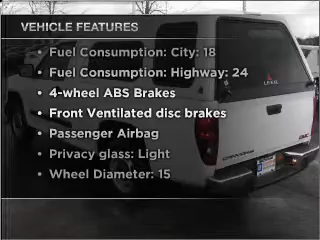 VEHICLE FEATURES
• Fuel Consumption: City: 18
• Fuel Consumption: Highway: 24
• 4-wheel ABS Brakes
• Front Ventilated disc brakes
• Passenger Airbag
• Privacy glass: Light
• Wheel Diameter: 15
GMC